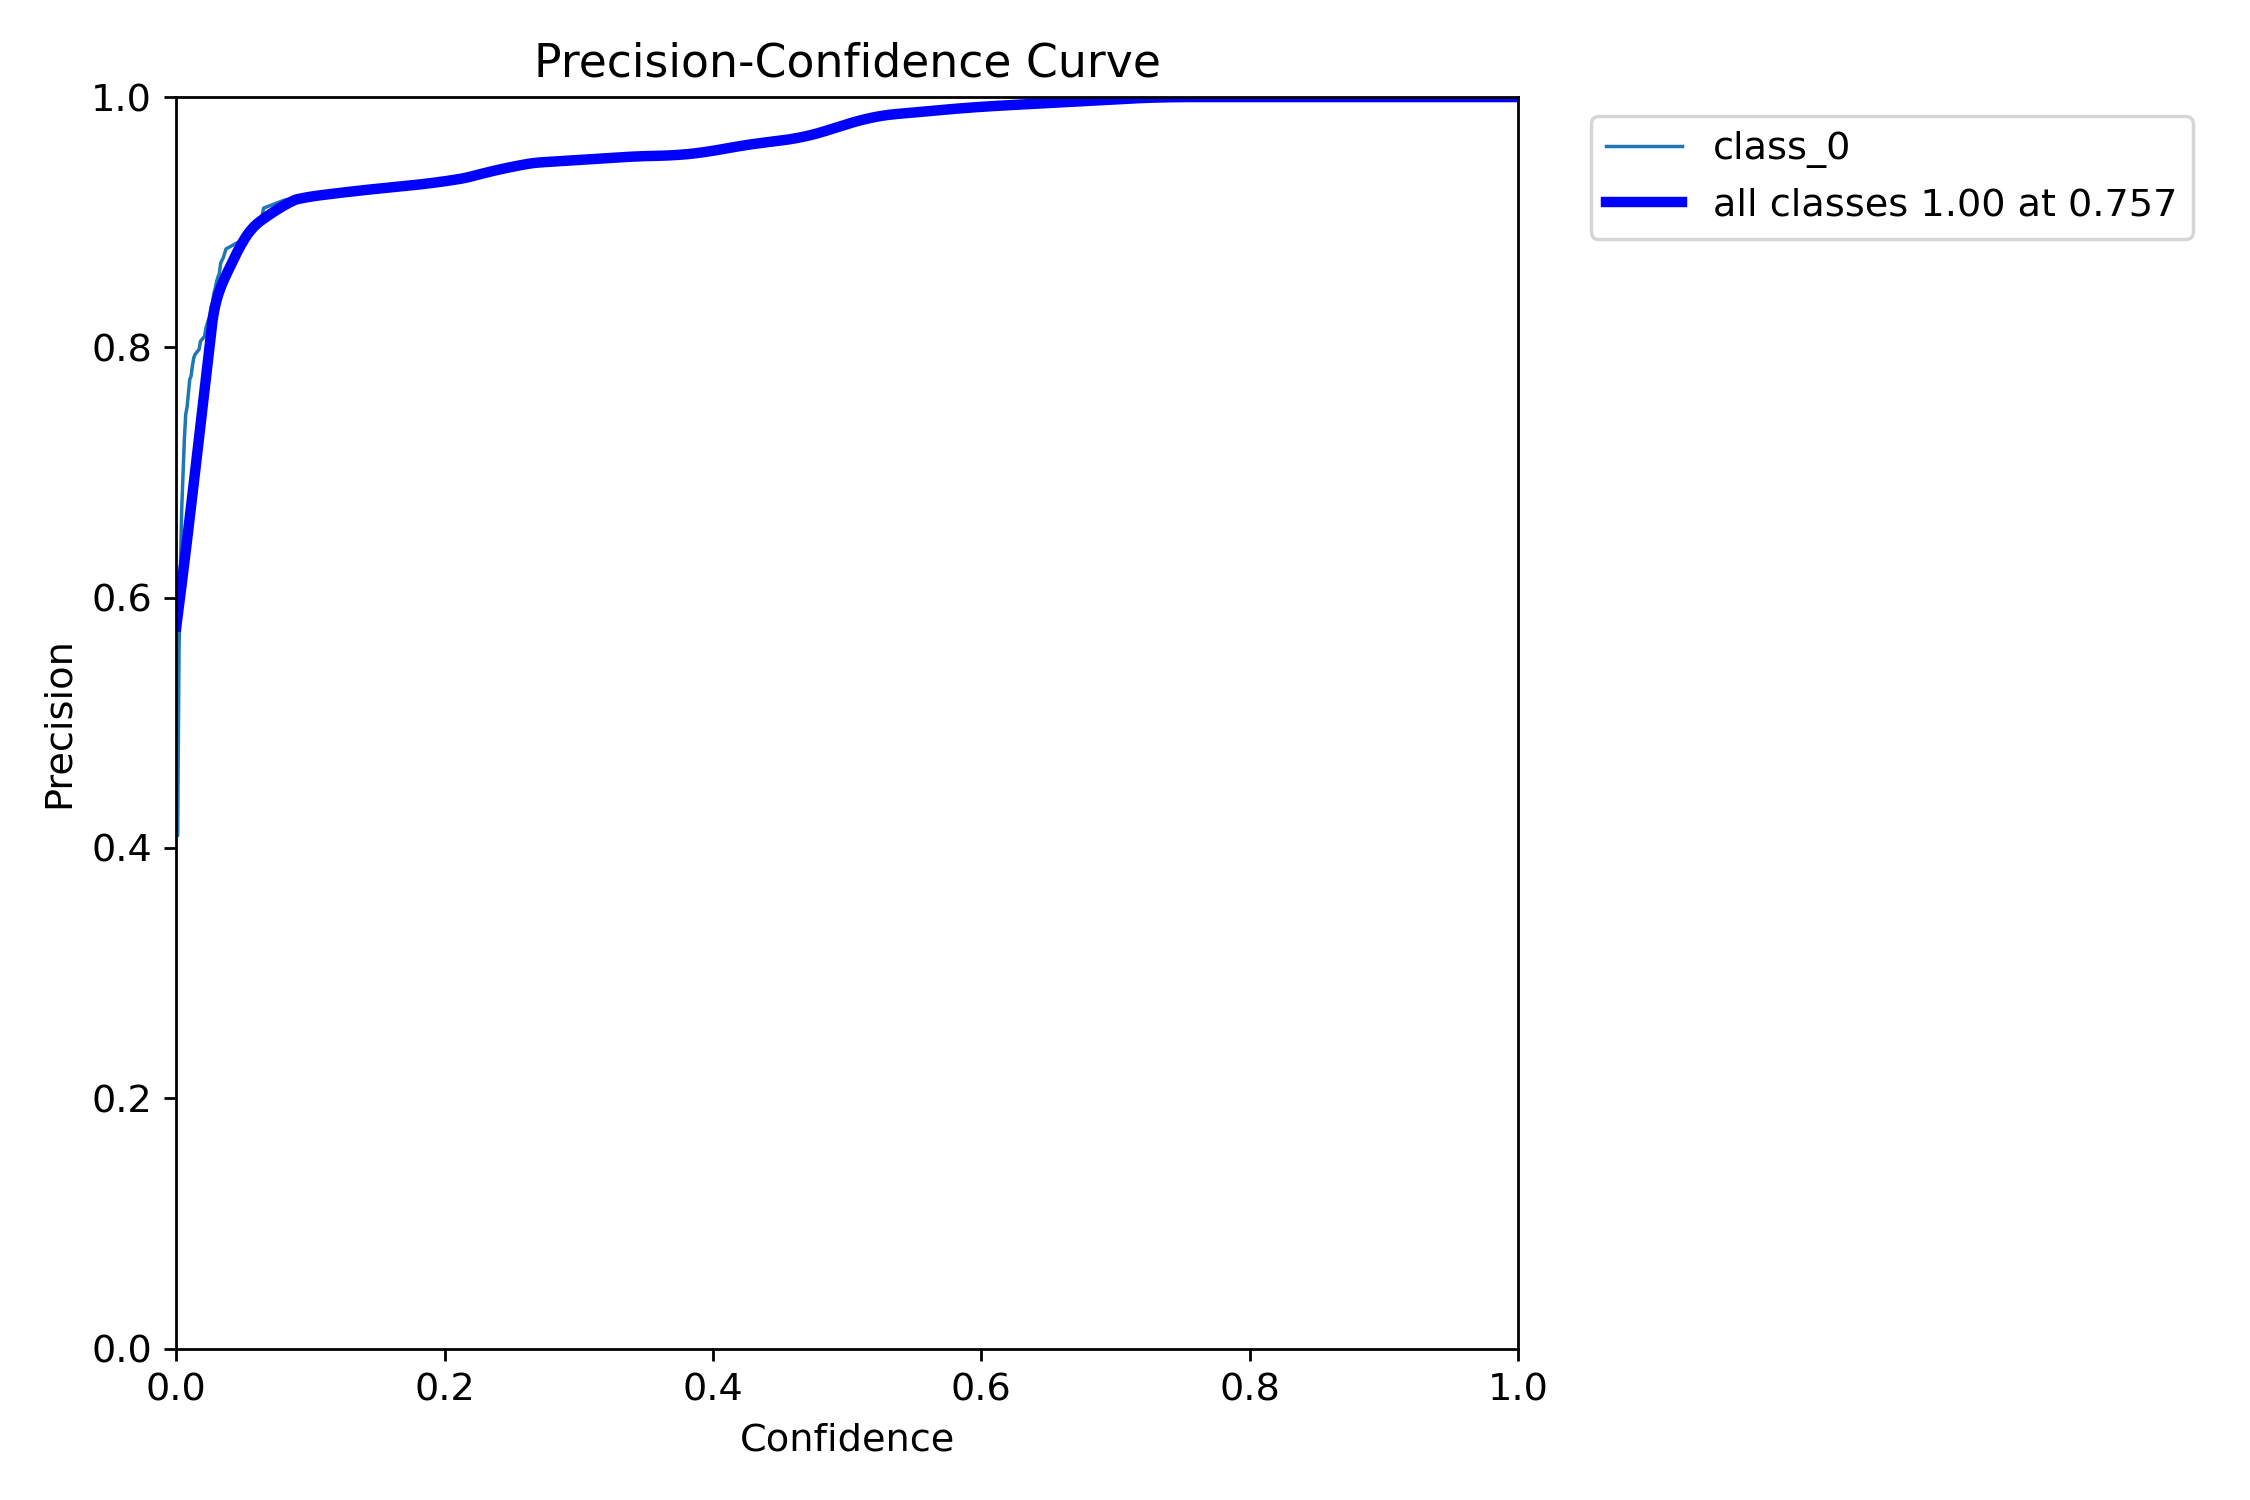 Precision-Confidence Curve
1.0
0.8
0.6
0.4
0.2
0.0
Precision
0.0 0.2 0.4 0.6 0.8 1.0
Confidence
class_0
all classes 1.00 at 0.757